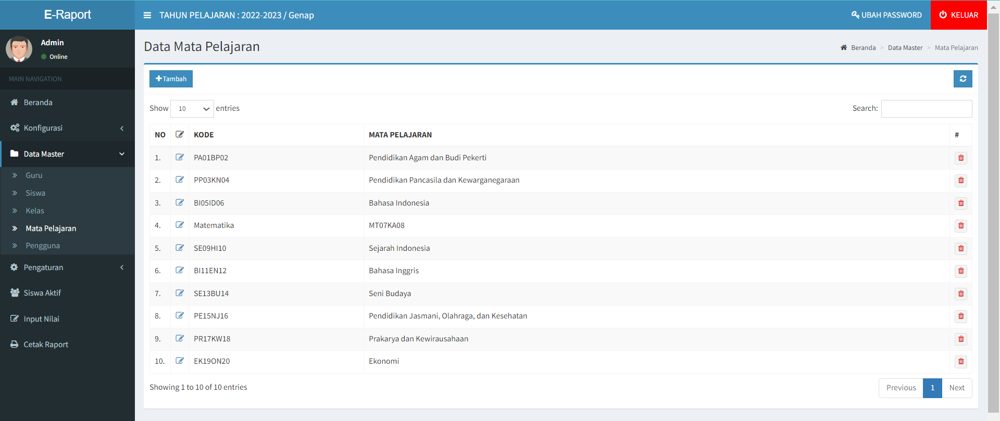 E-Raport
TAHUN PELAJARAN : 2022-2023 / Genap
UBAH PASSWORD
KELUAR
Admin
Online
MAIN NAVIGATION
Beranda
Konfigurasi
Data Master
Guru
Siswa
Kelas
Mata Pelajaran
Pengguna
Pengaturan
Siswa Aktif
Input Nilai
Cetak Raport
Data Mata Pelajaran
Beranda > Data Master > Mata Pelajaran
Tambah
Show 10 entries
Search:
NO KODE MATA PELAJARAN #
1. PA01BP02 Pendidikan Agam dan Budi Pekerti
2. PP03KN04 Pendidikan Pancasila dan Kewarganegaraan
3. BI05ID06 Bahasa Indonesia
4. Matematika MT07KA08
5. SE09HI10 Sejarah Indonesia
6. BI11EN12 Bahasa Inggris
7. SE13BU14 Seni Budaya
8. PE15NJ16 Pendidikan Jasmani, Olahraga, dan Kesehatan
9. PR17KW18 Prakarya dan Kewirausahaan
10. EK19ON20 Ekonomi
Showing 1 to 10 of 10 entries
Previous 1 Next